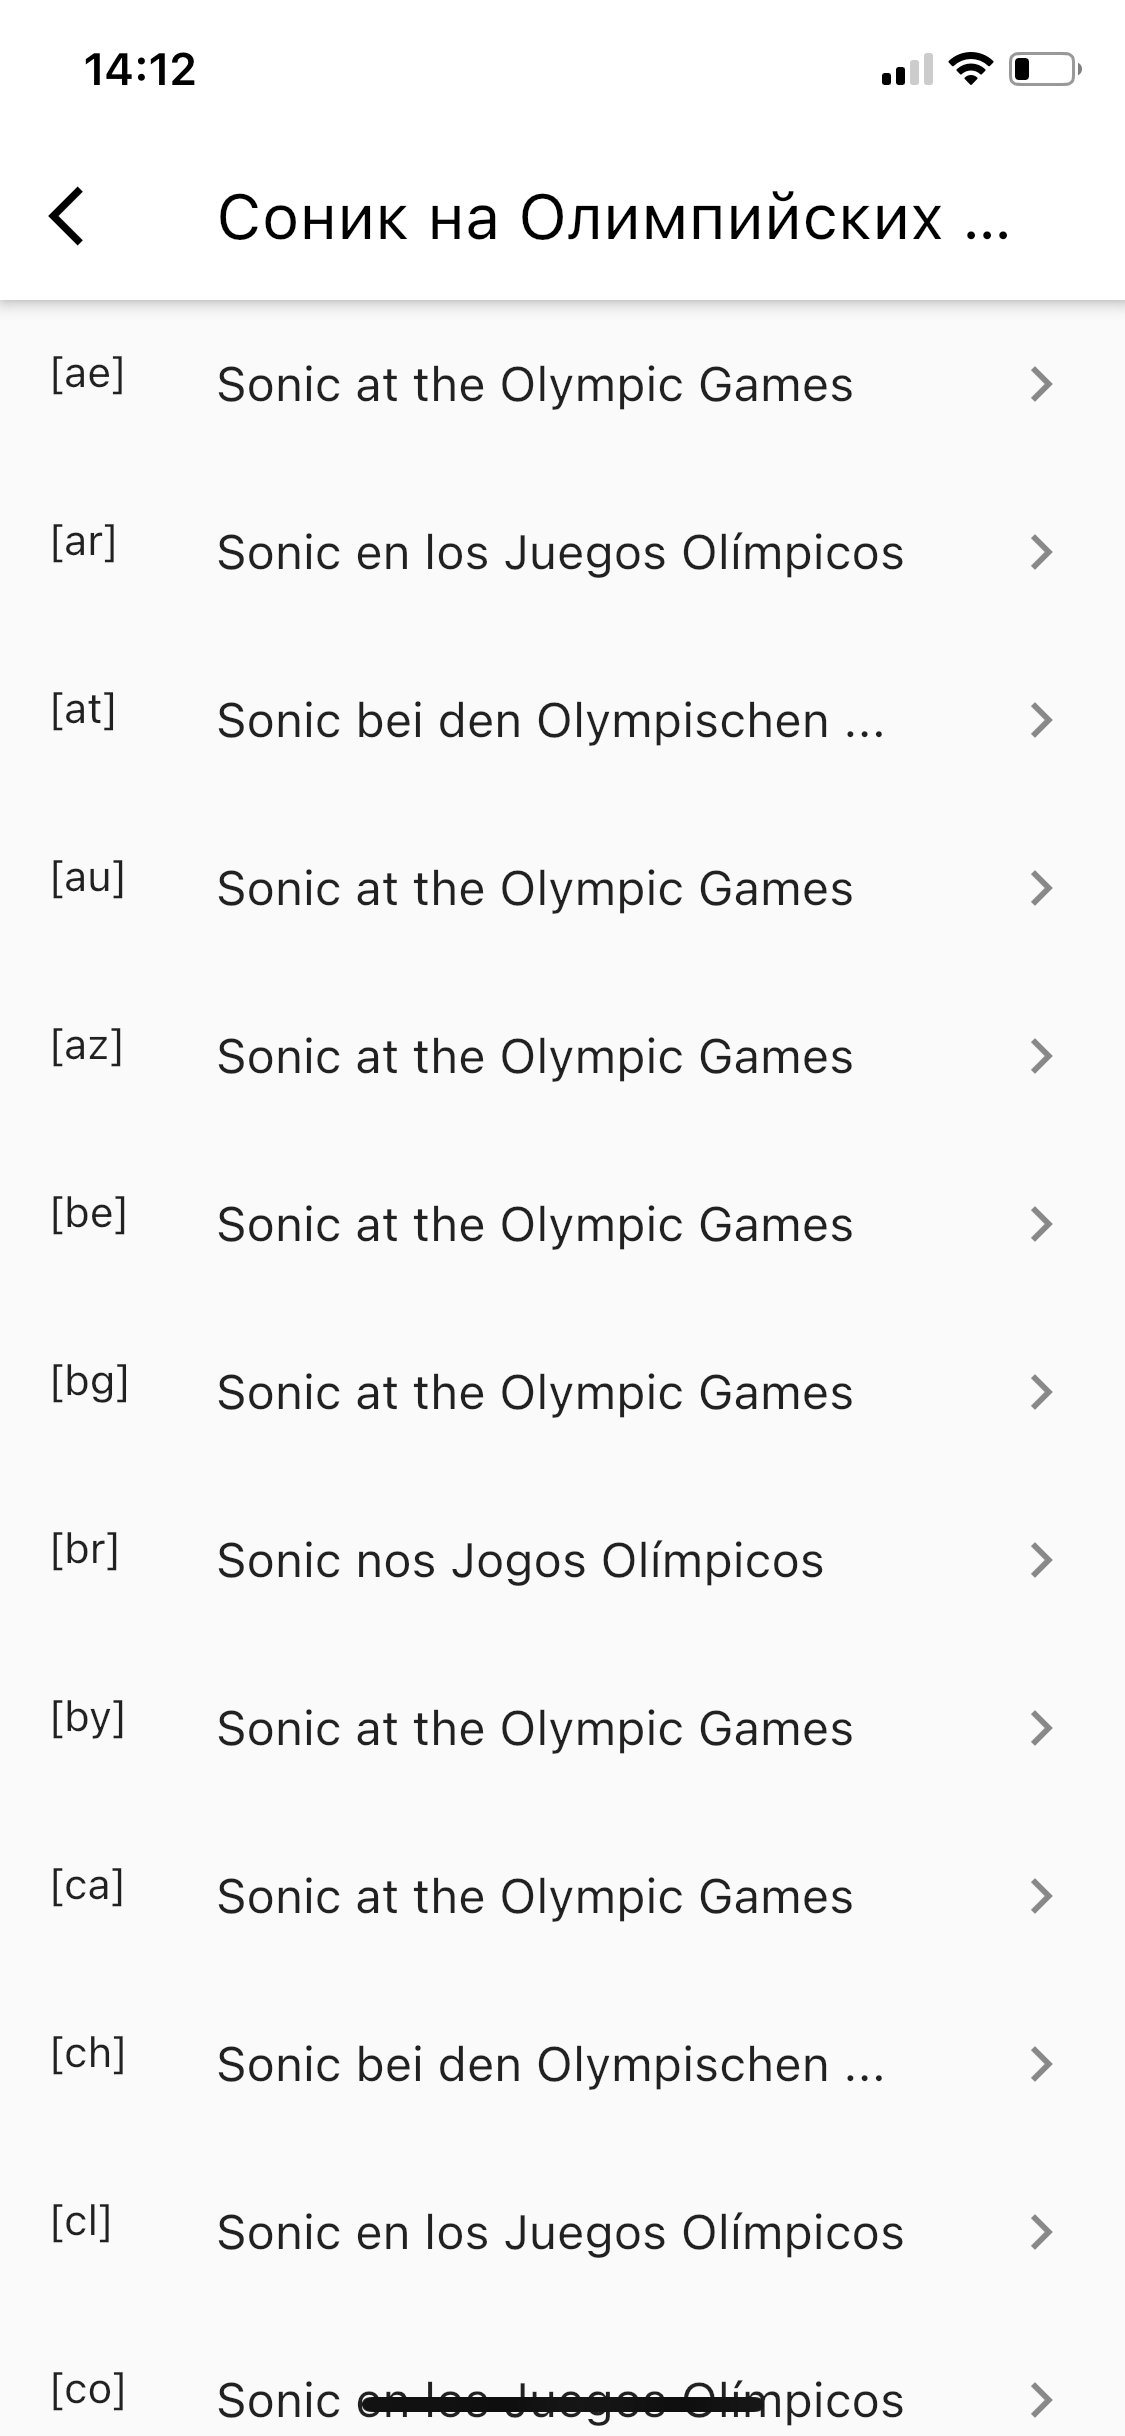 14:12
Соник на Олимпийских ...
[ae] Sonic at the Olympic Games
[ar] Sonic en los Juegos Olímpicos
[at] Sonic bei den Olympischen ...
[au] Sonic at the Olympic Games
[az] Sonic at the Olympic Games
[be] Sonic at the Olympic Games
[bg] Sonic at the Olympic Games
[br] Sonic nos Jogos Olímpicos
[by] Sonic at the Olympic Games
[ca] Sonic at the Olympic Games
[ch] Sonic bei den Olympischen ...
[cl] Sonic en los Juegos Olímpicos
[co] Sonic en los Juegos Olímpicos